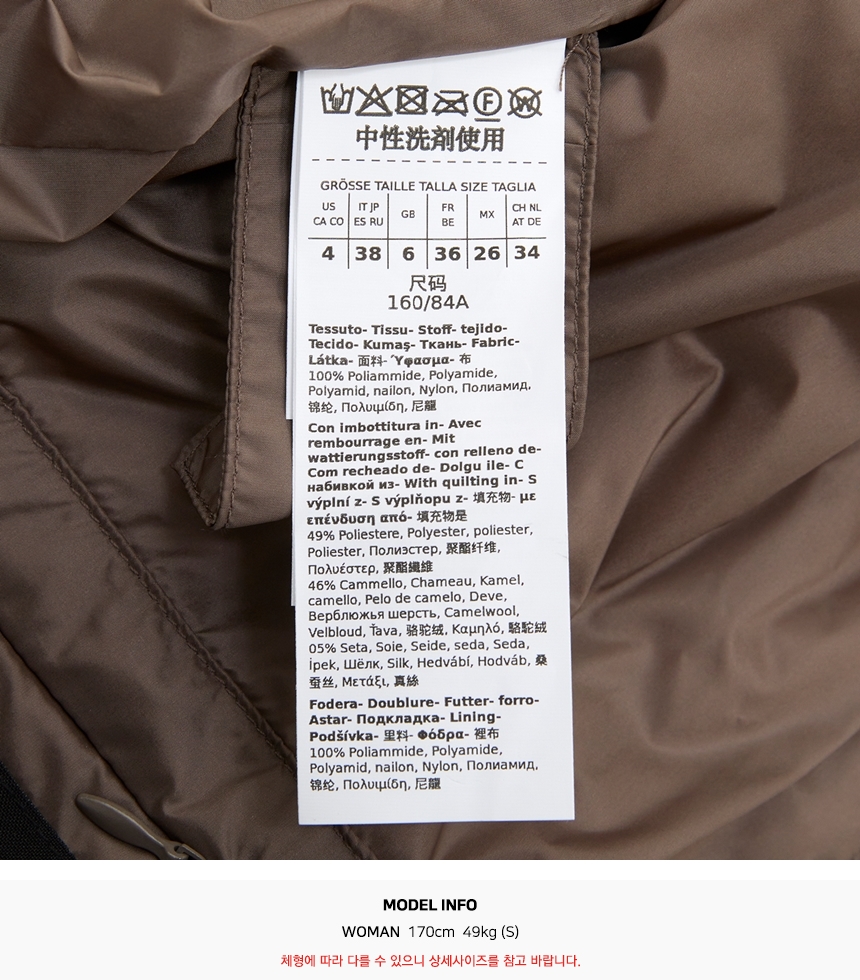 F W
中性洗剤使用
GRÖSSE TAILLE TALLA SIZE TAGLIA
US CA CO | IT JP ES RU | GB | FR BE | MX | CH NL AT DE
4 | 38 | 6 | 36 | 26 | 34
尺码
160/84A
Tessuto- Tissu- Stoff- tejido-
Tecido- Kumaş- Ткань- Fabric-
Látka- 面料- Ύφασμα- 布
100% Poliammide, Polyamide,
Polyamid, nailon, Nylon, Полиамид,
锦纶, Πολυιμίδη, 尼龍
Con imbottitura in- Avec
rembourrage en- Mit
wattierungsstoff- con relleno de-
Com recheado de- Dolgu ile- С
набивкой из- With quilting in- S
výplní z- S výplňopu z- 填充物- με
επένδυση από- 填充物是
49% Poliestere, Polyester, poliester,
Poliester, Полиэстер, 聚酯纤维,
Πολυέστερ, 聚酯纖維
46% Cammello, Chameau, Kamel,
camello, Pelo de camelo, Deve,
Верблюжья шерсть, Camelwool,
Velbloud, Ťava, 骆驼绒, Καμηλό, 駱駝絨
05% Seta, Soie, Seide, seda, Seda,
İpek, Шёлк, Silk, Hedvábí, Hodváb, 桑
蚕丝, Μετάξι, 真絲
Fodera- Doublure- Futter- forro-
Astar- Подкладка- Lining-
Podšívka- 里料- Φόδρα- 裡布
100% Poliammide, Polyamide,
Polyamid, nailon, Nylon, Полиамид,
锦纶, Πολυιμίδη, 尼龍
MODEL INFO
WOMAN 170cm 49kg (S)
체형에 따라 다를 수 있으니 상세사이즈를 참고 바랍니다.